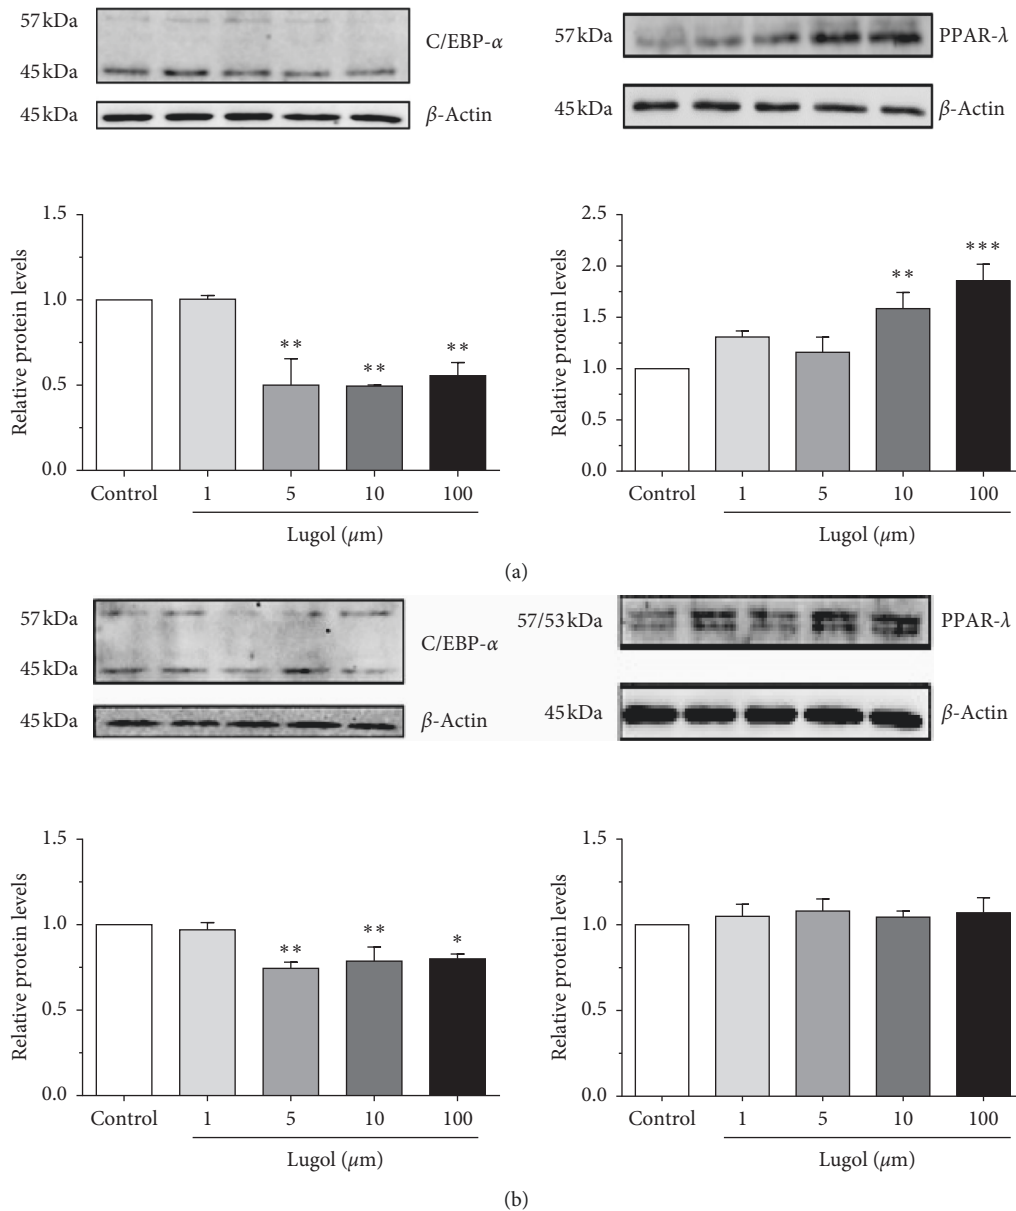 57 kDa
C/EBP-α
45 kDa
45 kDa
β-Actin
57 kDa
PPAR-λ
45 kDa
β-Actin
Relative protein levels
1.5
1.0
0.5
0.0
**
**
**
Control
1
5
10
100
Lugol (μm)
Relative protein levels
2.5
2.0
1.5
1.0
0.5
0.0
**
***
Control
1
5
10
100
Lugol (μm)
(a)
57 kDa
C/EBP-α
45 kDa
45 kDa
β-Actin
57/53 kDa
PPAR-λ
45 kDa
β-Actin
Relative protein levels
1.5
1.0
0.5
0.0
**
**
*
Control
1
5
10
100
Lugol (μm)
Relative protein levels
1.5
1.0
0.5
0.0
Control
1
5
10
100
Lugol (μm)
(b)